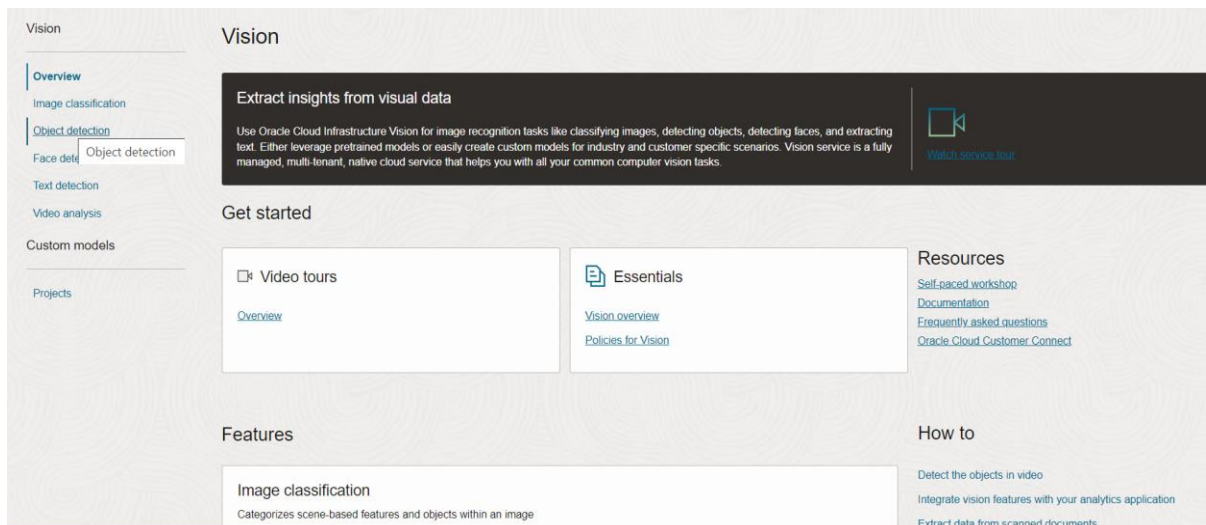 Vision
Overview
Image classification
Object detection
Object detection
Face dete
Text detection
Video analysis
Custom models
Projects
Vision
Extract insights from visual data
Use Oracle Cloud Infrastructure Vision for image recognition tasks like classifying images, detecting objects, detecting faces, and extracting
text. Either leverage pretrained models or easily create custom models for industry and customer specific scenarios. Vision service is a fully
managed, multi-tenant, native cloud service that helps you with all your common computer vision tasks.
Watch service tour
Get started
Video tours
Overview
Essentials
Vision overview
Policies for Vision
Resources
Self-paced workshop
Documentation
Frequently asked questions
Oracle Cloud Customer Connect
Features
Image classification
Categorizes scene-based features and objects within an image
How to
Detect the objects in video
Integrate vision features with your analytics application
Extract data from scanned documents